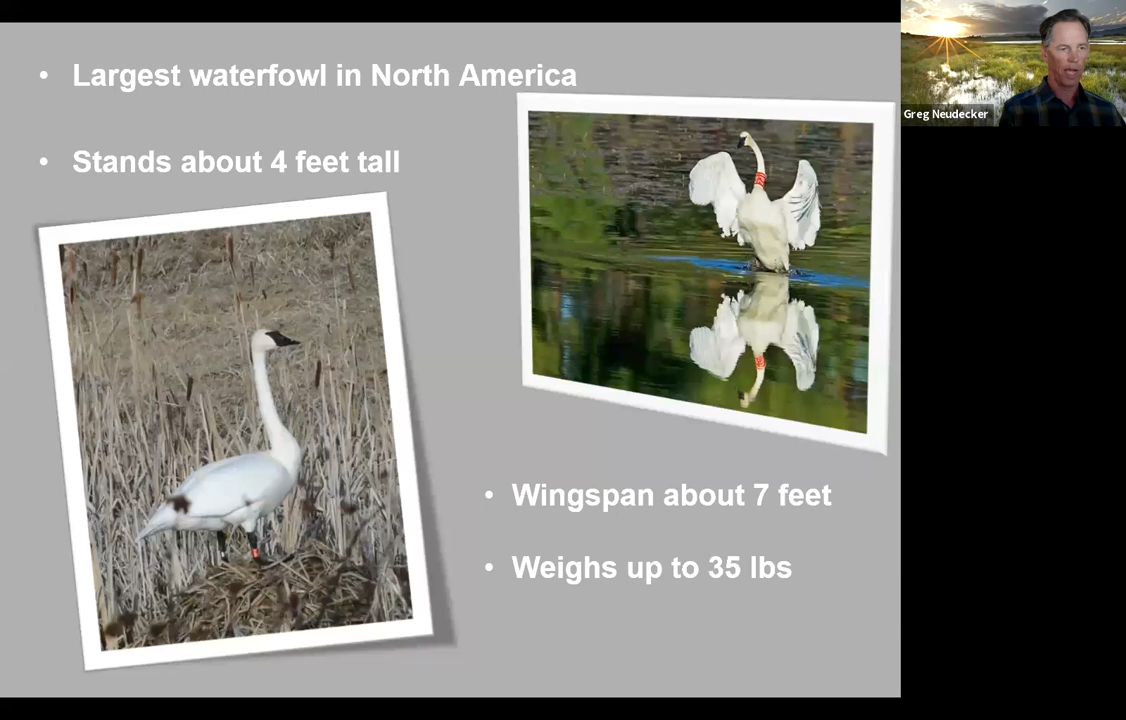 • Largest waterfowl in North America
• Stands about 4 feet tall
• Wingspan about 7 feet
• Weighs up to 35 lbs
Greg Neudecker